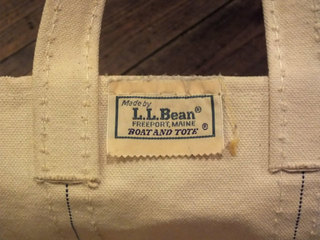 Made by
L.L.Bean®
FREEPORT, MAINE
BOAT AND TOTE®